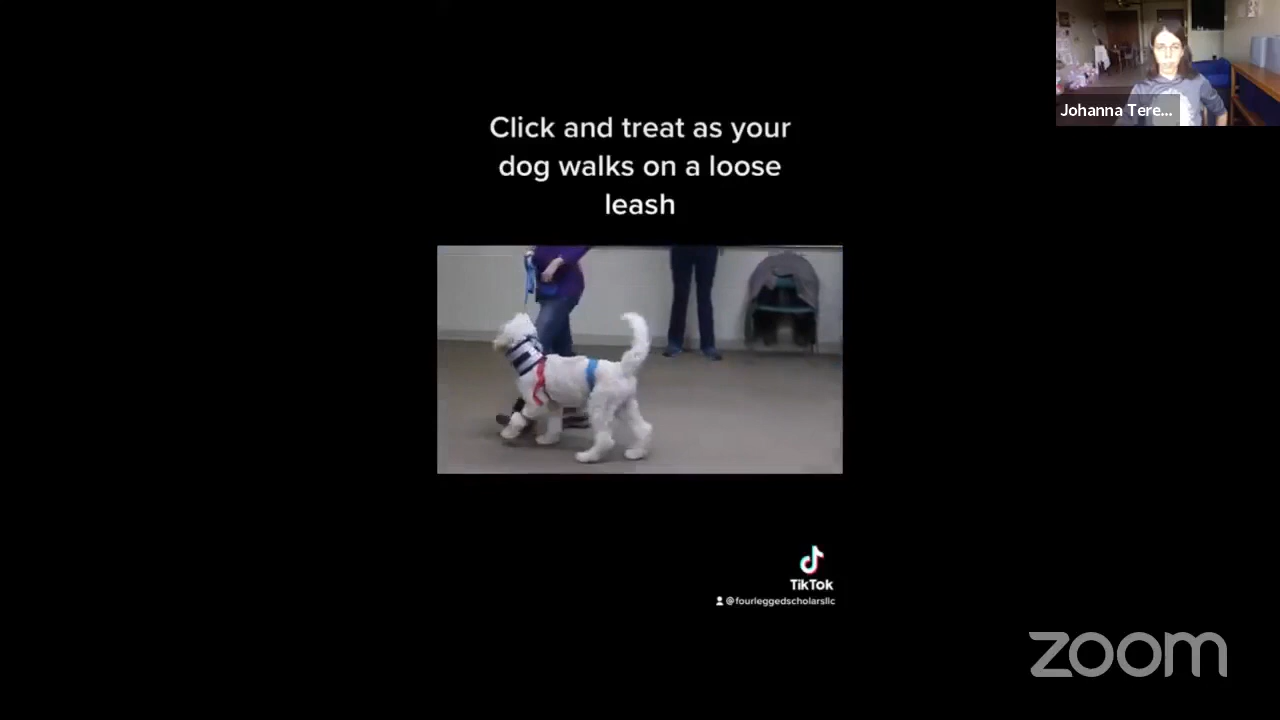 Johanna Tere...
Click and treat as your
dog walks on a loose
leash
TikTok
@fourleggedscholarsllc
zoom